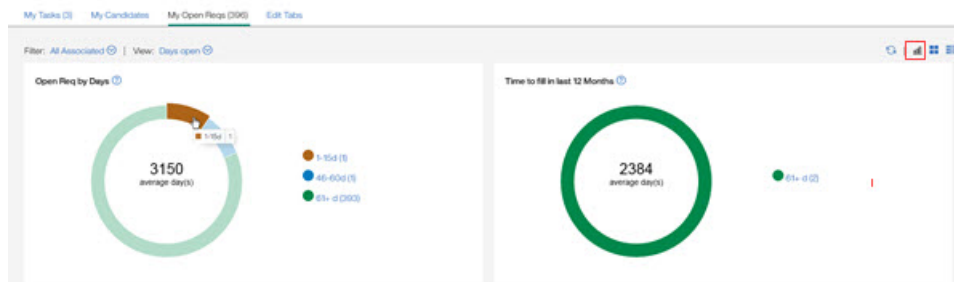 My Tasks (3) My Candidates My Open Reqs (396) Edit Tabs
Filter: All Associated | View: Days open
Open Req by Days ?
1-15d 1
3150
average day(s)
1-15d (1)
46-60d (1)
61+ d (393)
Time to fill in last 12 Months ?
2384
average day(s)
61+ d (2)